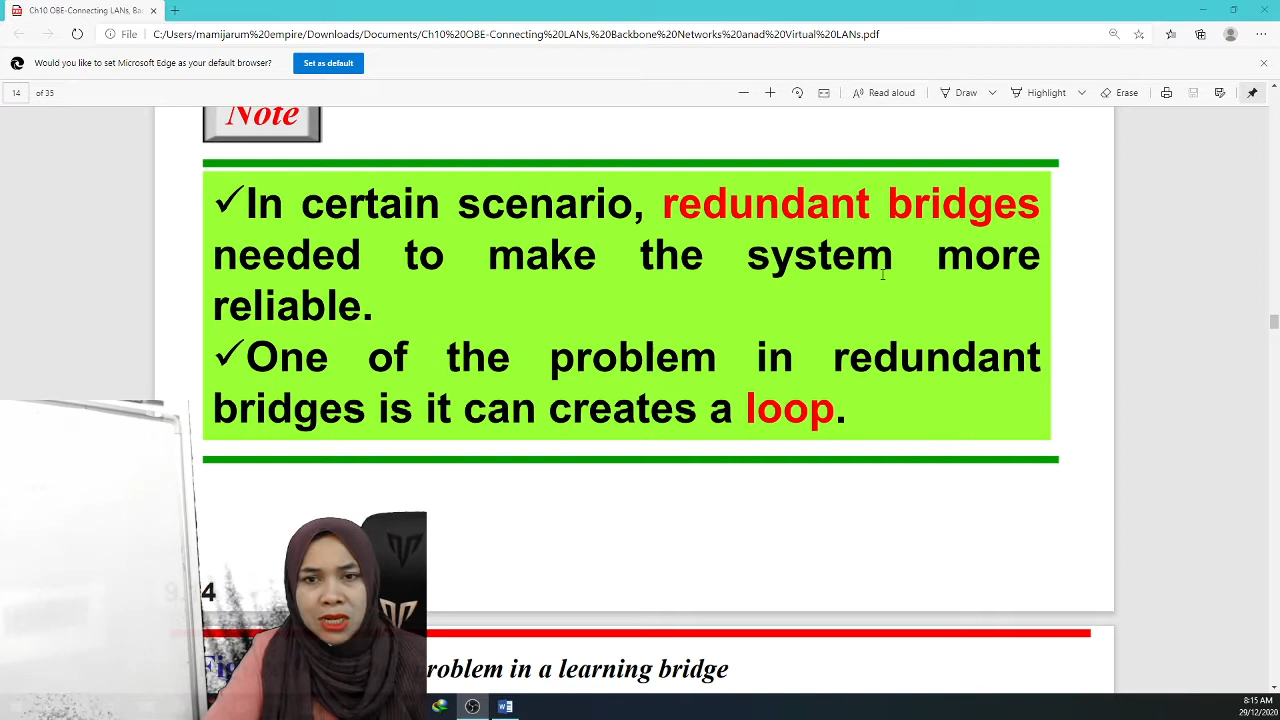 Ch10 OBE-Connecting LANs, Ba
File C:/Users/mamijarum%20empire/Downloads/Documents/Ch10%20OBE-Connecting%20LANs,%20Backbone%20Networks%20anad%20Virtual%20LANs.pdf
Would you like to set Microsoft Edge as your default browser? Set as default
14 of 35 Read aloud Draw Highlight Erase
Note
✓In certain scenario, redundant bridges
needed to make the system more
reliable.
✓One of the problem in redundant
bridges is it can creates a loop.
4
roblem in a learning bridge
8:15 AM
29/12/2020